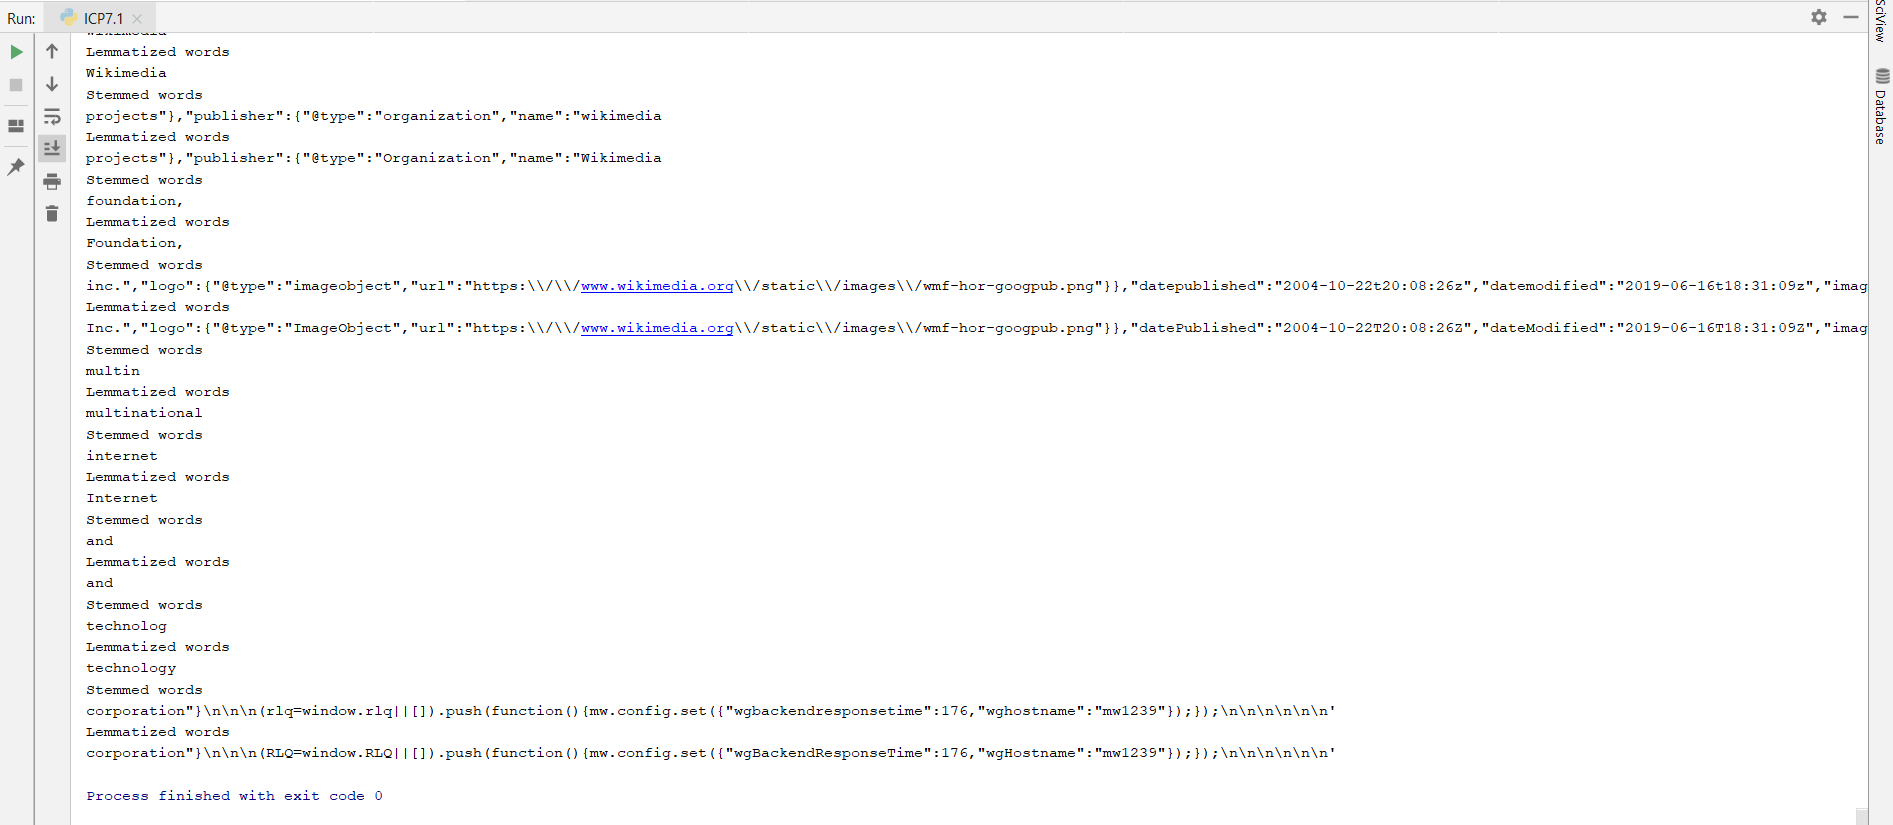 Run: ICP7.1
wikimedia
Lemmatized words
Wikimedia
Stemmed words
projects"},"publisher":{"@type":"organization","name":"wikimedia
Lemmatized words
projects"},"publisher":{"@type":"Organization","name":"Wikimedia
Stemmed words
foundation,
Lemmatized words
Foundation,
Stemmed words
inc.","logo":{"@type":"imageobject","url":"https:\\/\\/www.wikimedia.org\\/static\\/images\\/wmf-hor-googpub.png"}},"datepublished":"2004-10-22t20:08:26z","datemodified":"2019-06-16t18:31:09z","imag
Lemmatized words
Inc.","logo":{"@type":"ImageObject","url":"https:\\/\\/www.wikimedia.org\\/static\\/images\\/wmf-hor-googpub.png"}},"datePublished":"2004-10-22T20:08:26Z","dateModified":"2019-06-16T18:31:09Z","imag
Stemmed words
multin
Lemmatized words
multinational
Stemmed words
internet
Lemmatized words
Internet
Stemmed words
and
Lemmatized words
and
Stemmed words
technolog
Lemmatized words
technology
Stemmed words
corporation"}\n\n\n(rlq=window.rlq||[]).push(function(){mw.config.set({"wgbackendresponsetime":176,"wghostname":"mw1239"});});\n\n\n\n\n\n'
Lemmatized words
corporation"}\n\n\n(RLQ=window.RLQ||[]).push(function(){mw.config.set({"wgBackendResponseTime":176,"wgHostname":"mw1239"});});\n\n\n\n\n\n'
Process finished with exit code 0
SciView
Database